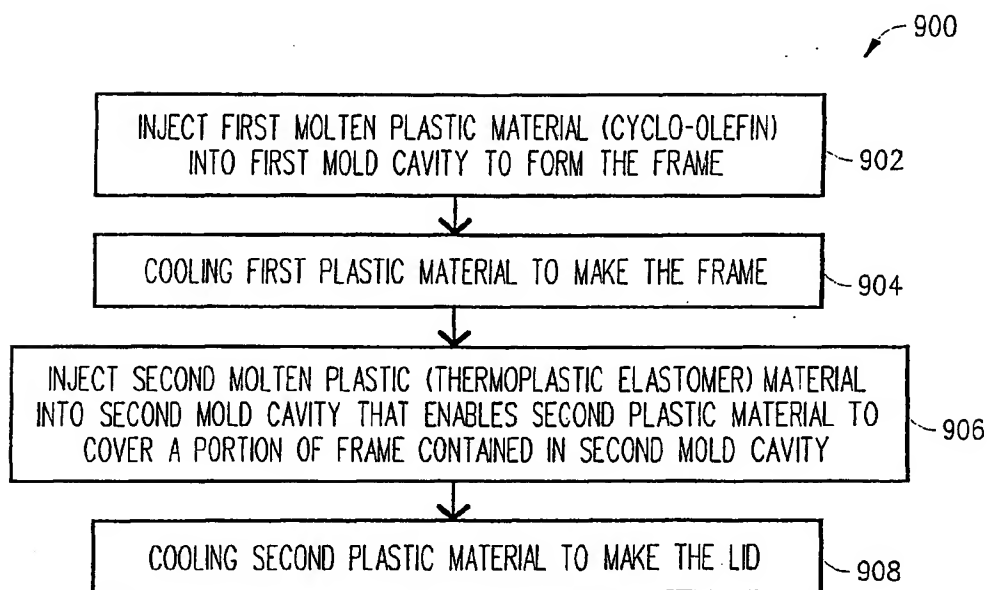 900
INJECT FIRST MOLTEN PLASTIC MATERIAL (CYCLO-OLEFIN)
INTO FIRST MOLD CAVITY TO FORM THE FRAME
902
COOLING FIRST PLASTIC MATERIAL TO MAKE THE FRAME
904
INJECT SECOND MOLTEN PLASTIC (THERMOPLASTIC ELASTOMER) MATERIAL
INTO SECOND MOLD CAVITY THAT ENABLES SECOND PLASTIC MATERIAL TO
COVER A PORTION OF FRAME CONTAINED IN SECOND MOLD CAVITY
906
COOLING SECOND PLASTIC MATERIAL TO MAKE THE LID
908